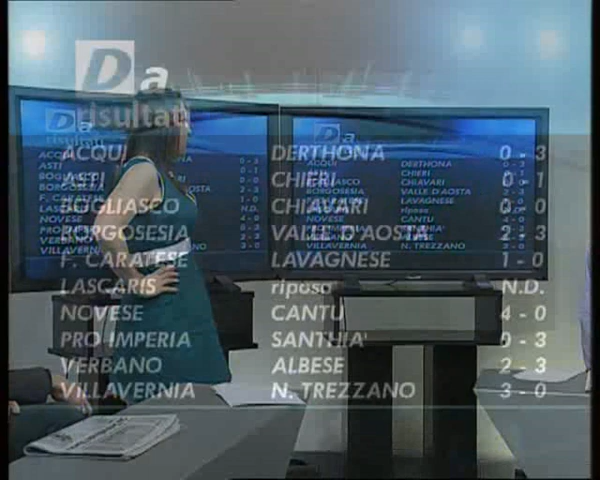 Da
risultati
ACQUI DERTHONA 0 - 3
ASTI CHIERI 0 - 1
BOGLIASCO CHIAVARI 0 - 0
BORGOSESIA VALLE D'AOSTA 2 - 3
F. CARATESE LAVAGNESE 1 - 0
LASCARIS riposa N.D.
NOVESE CANTU 4 - 0
PRO IMPERIA SANTHIA' 0 - 3
VERBANO ALBESE 2 - 3
VILLAVERNIA N. TREZZANO 3 - 0